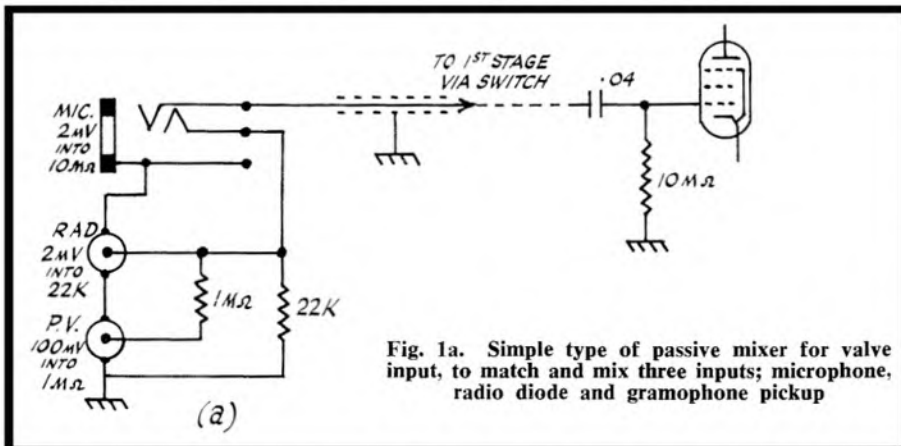 TO 1ST STAGE
VIA SWITCH
.04
MIC.
2MV
INTO
10MΩ
10MΩ
RAD
2MV
INTO
22K
1MΩ
22K
P.V.
100MV
INTO
1MΩ
(a)
Fig. 1a. Simple type of passive mixer for valve
input, to match and mix three inputs; microphone,
radio diode and gramophone pickup